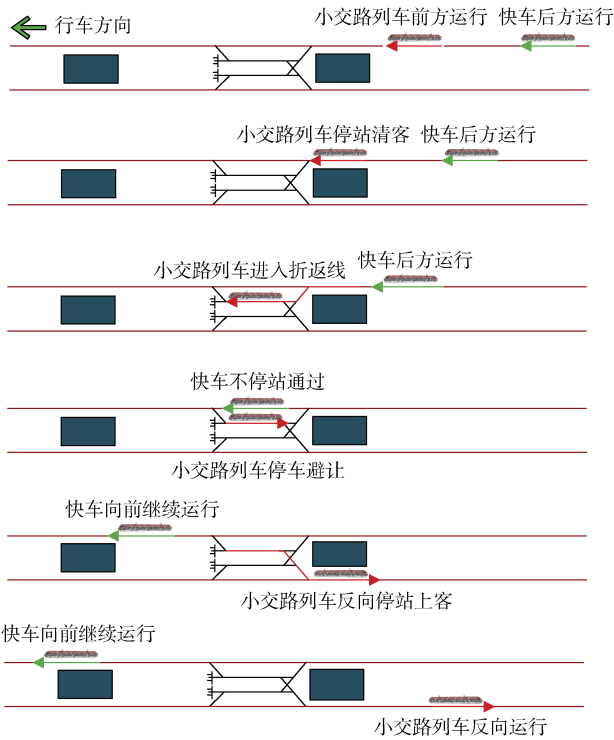 行车方向
小交路列车前方运行 快车后方运行
小交路列车停站清客 快车后方运行
小交路列车进入折返线 快车后方运行
快车不停站通过
小交路列车停车避让
快车向前继续运行
小交路列车反向停站上客
快车向前继续运行
小交路列车反向运行